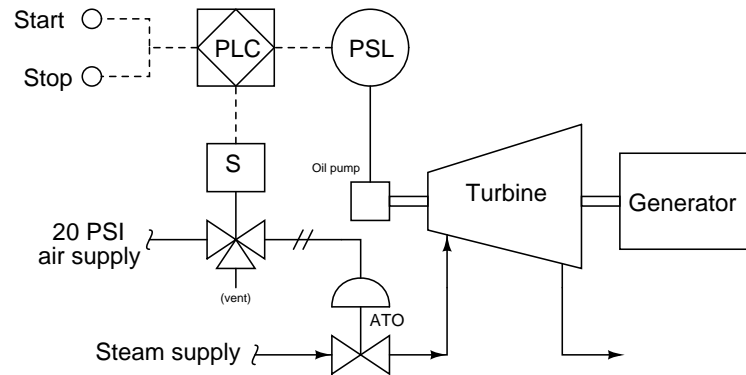 Start
Stop
PLC
PSL
S
Oil pump
Turbine
Generator
20 PSI
air supply
(vent)
ATO
Steam supply